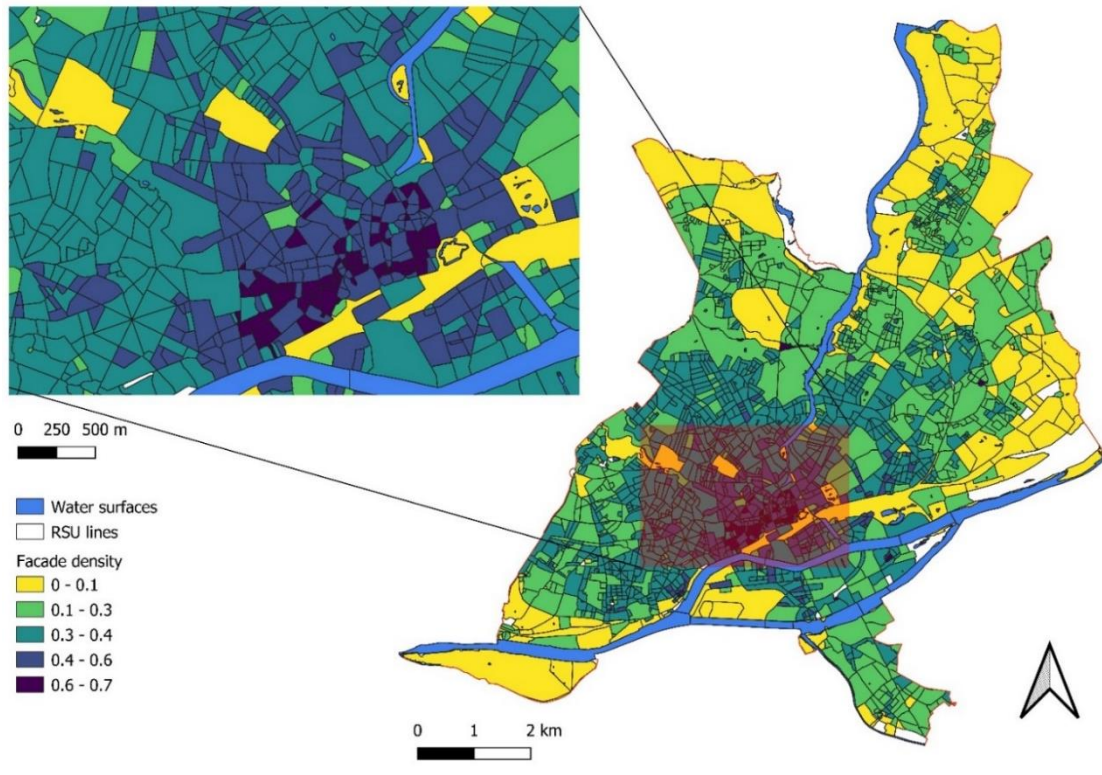 0 250 500 m
Water surfaces
RSU lines
Facade density
0 - 0.1
0.1 - 0.3
0.3 - 0.4
0.4 - 0.6
0.6 - 0.7
0 1 2 km